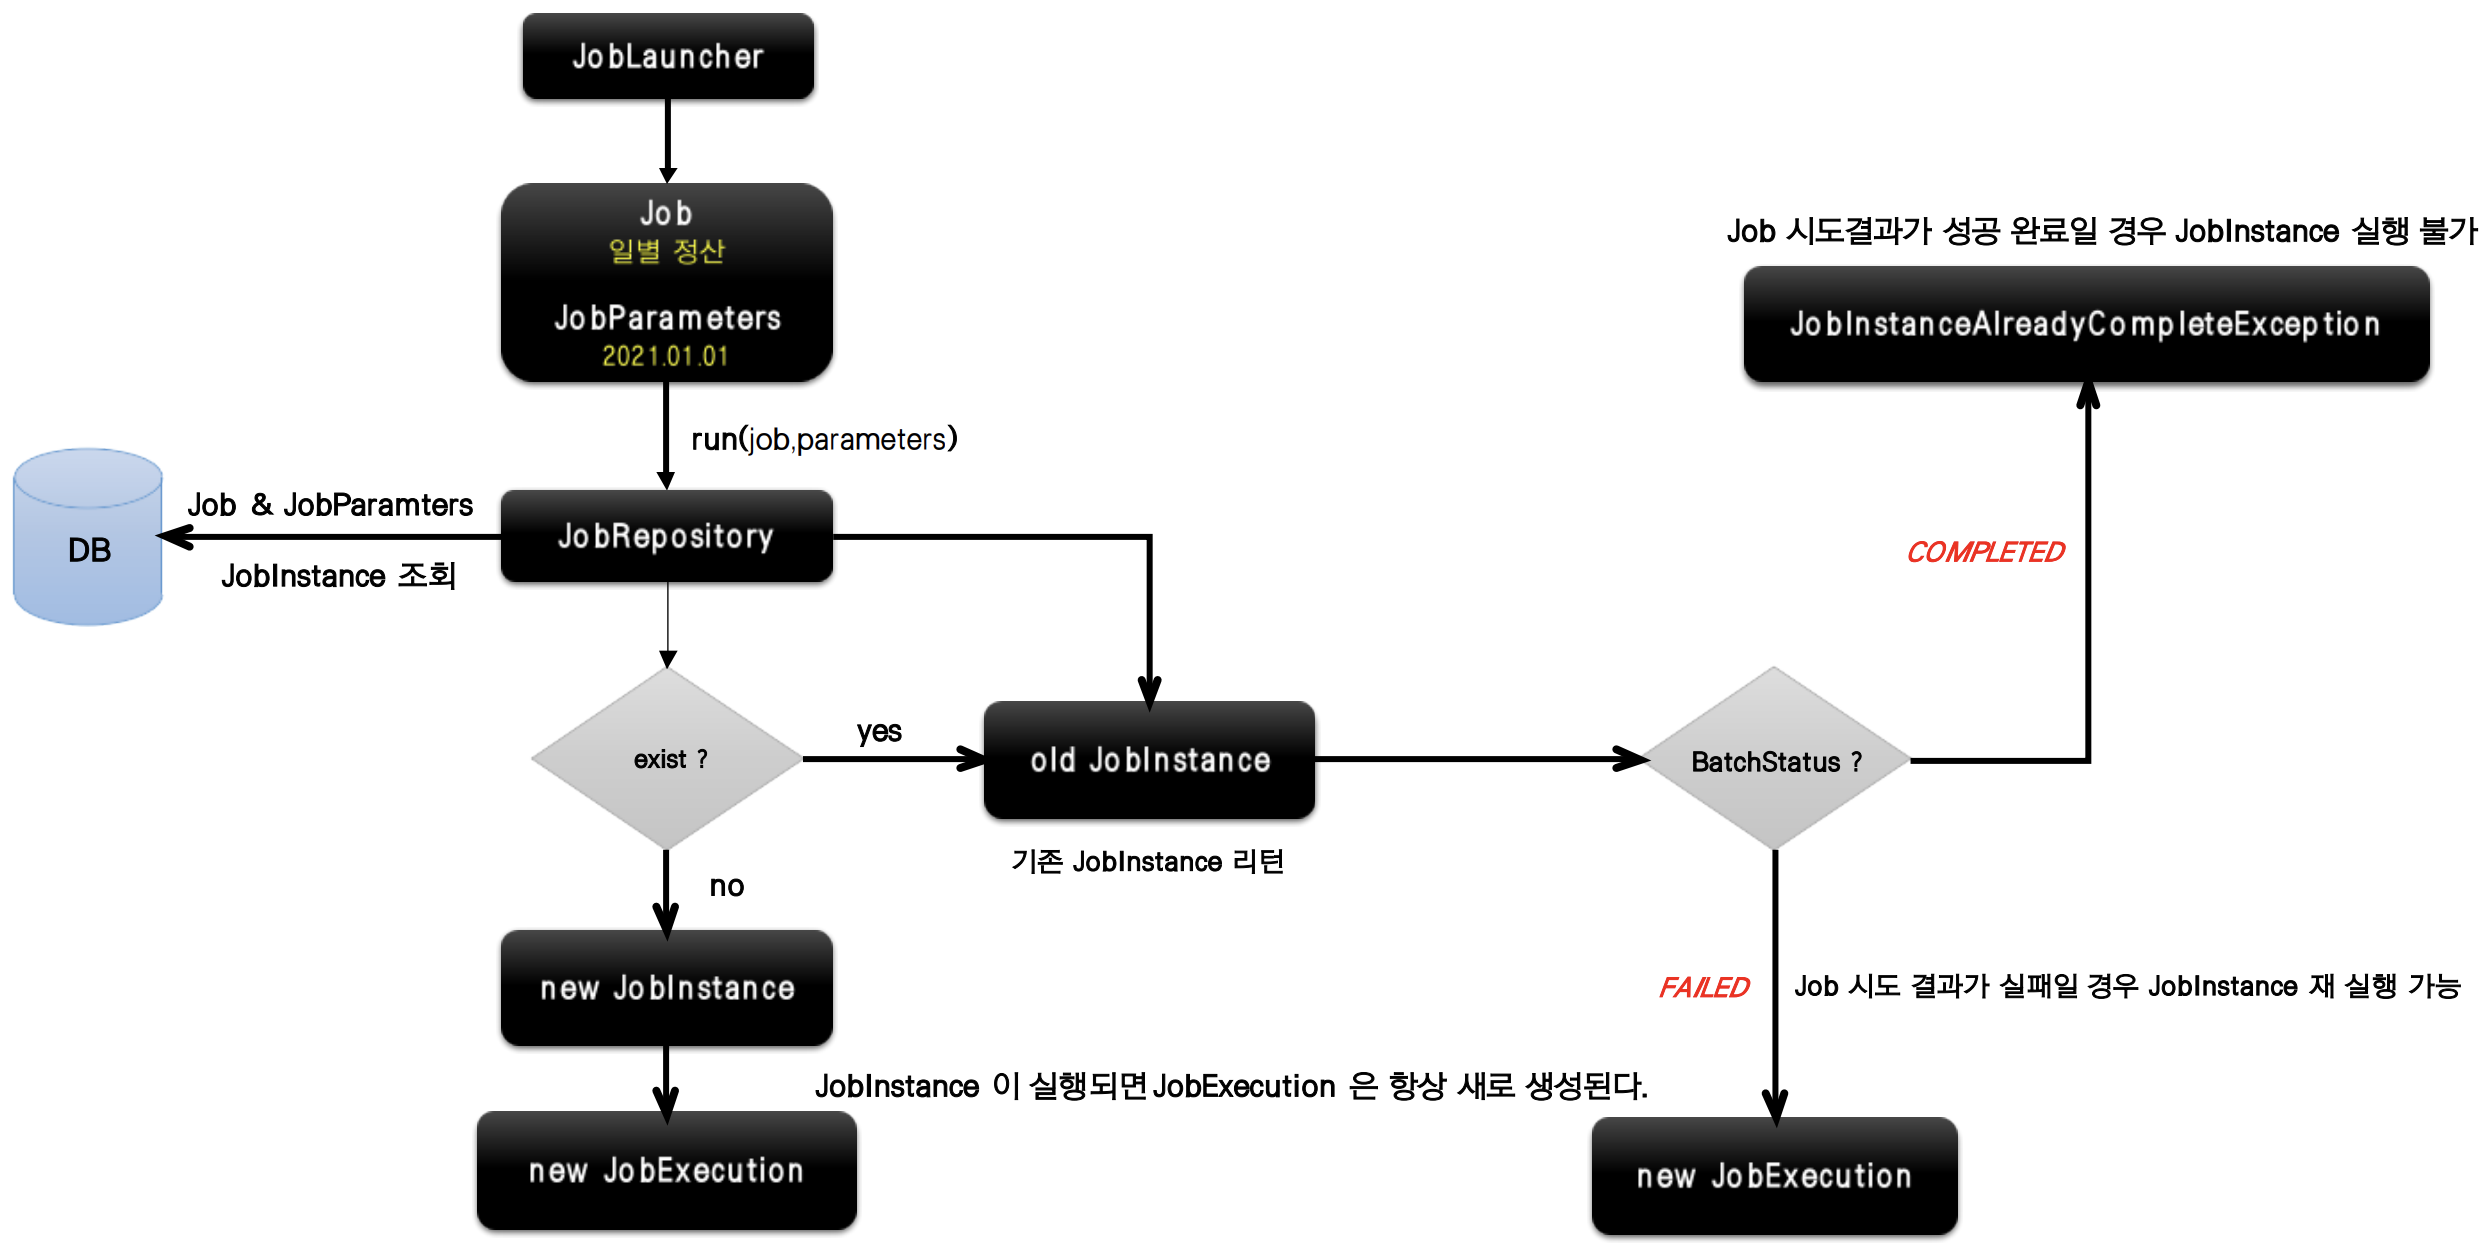 JobLauncher
Job
일별 정산
JobParameters
2021.01.01
Job 시도결과가 성공 완료일 경우 JobInstance 실행 불가
JobInstanceAlreadyCompleteException
run(job,parameters)
Job & JobParamters
JobRepository
DB
JobInstance 조회
COMPLETED
exist ?
yes
old JobInstance
BatchStatus ?
기존 JobInstance 리턴
no
new JobInstance
FAILED
Job 시도 결과가 실패일 경우 JobInstance 재 실행 가능
JobInstance 이 실행되면 JobExecution 은 항상 새로 생성된다.
new JobExecution
new JobExecution